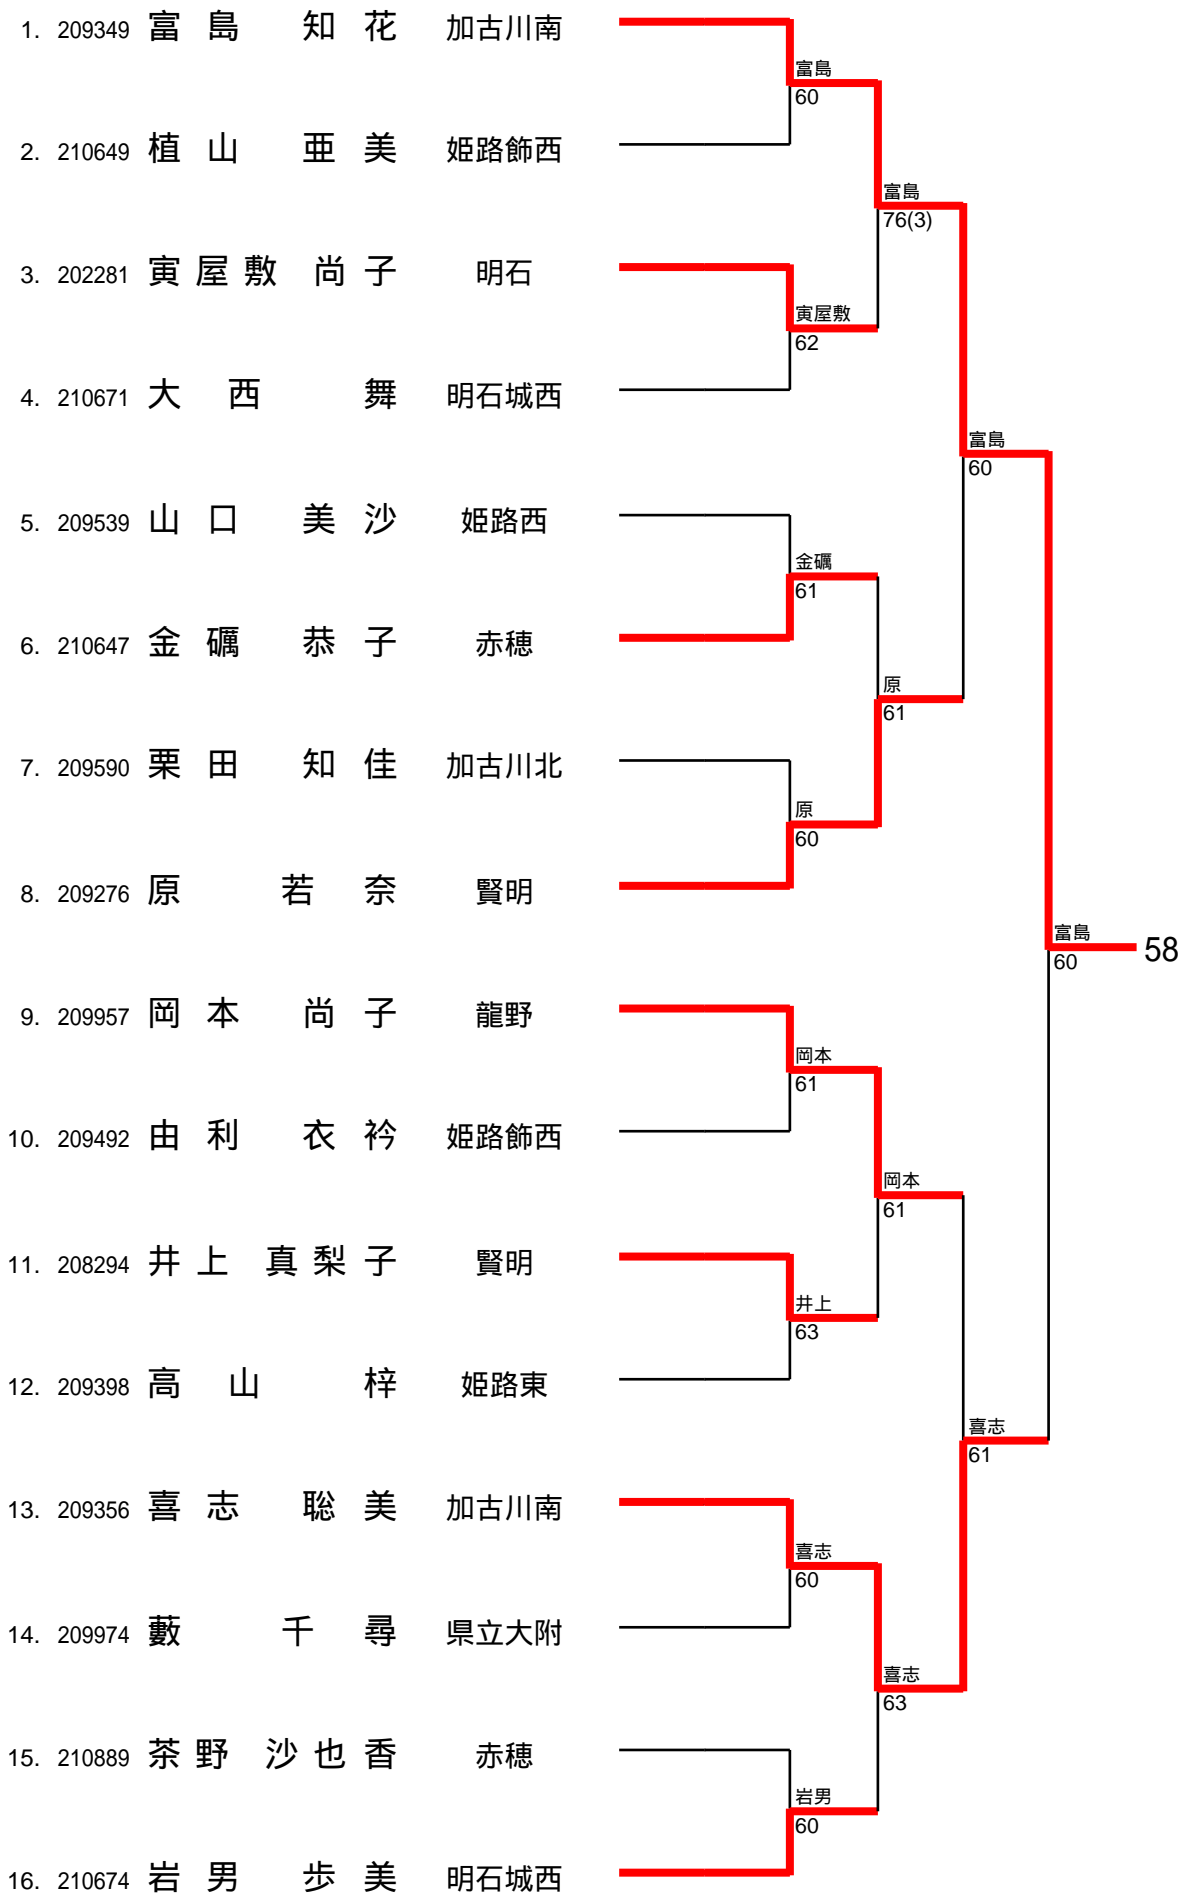 1. 209349 富島 知花 加古川南
富島
60
2. 210649 植山 亜美 姫路飾西
富島
76(3)
3. 202281 寅屋敷 尚子 明石
寅屋敷
62
4. 210671 大西 舞 明石城西
富島
60
5. 209539 山口 美沙 姫路西
金礪
61
6. 210647 金礪 恭子 赤穂
原
61
7. 209590 栗田 知佳 加古川北
原
60
8. 209276 原 若奈 賢明
富島
60
58
9. 209957 岡本 尚子 龍野
岡本
61
10. 209492 由利 衣衿 姫路飾西
岡本
61
11. 208294 井上 真梨子 賢明
井上
63
12. 209398 高山 梓 姫路東
喜志
61
13. 209356 喜志 聡美 加古川南
喜志
60
14. 209974 藪 千尋 県立大附
喜志
63
15. 210889 茶野 沙也香 赤穂
岩男
60
16. 210674 岩男 歩美 明石城西